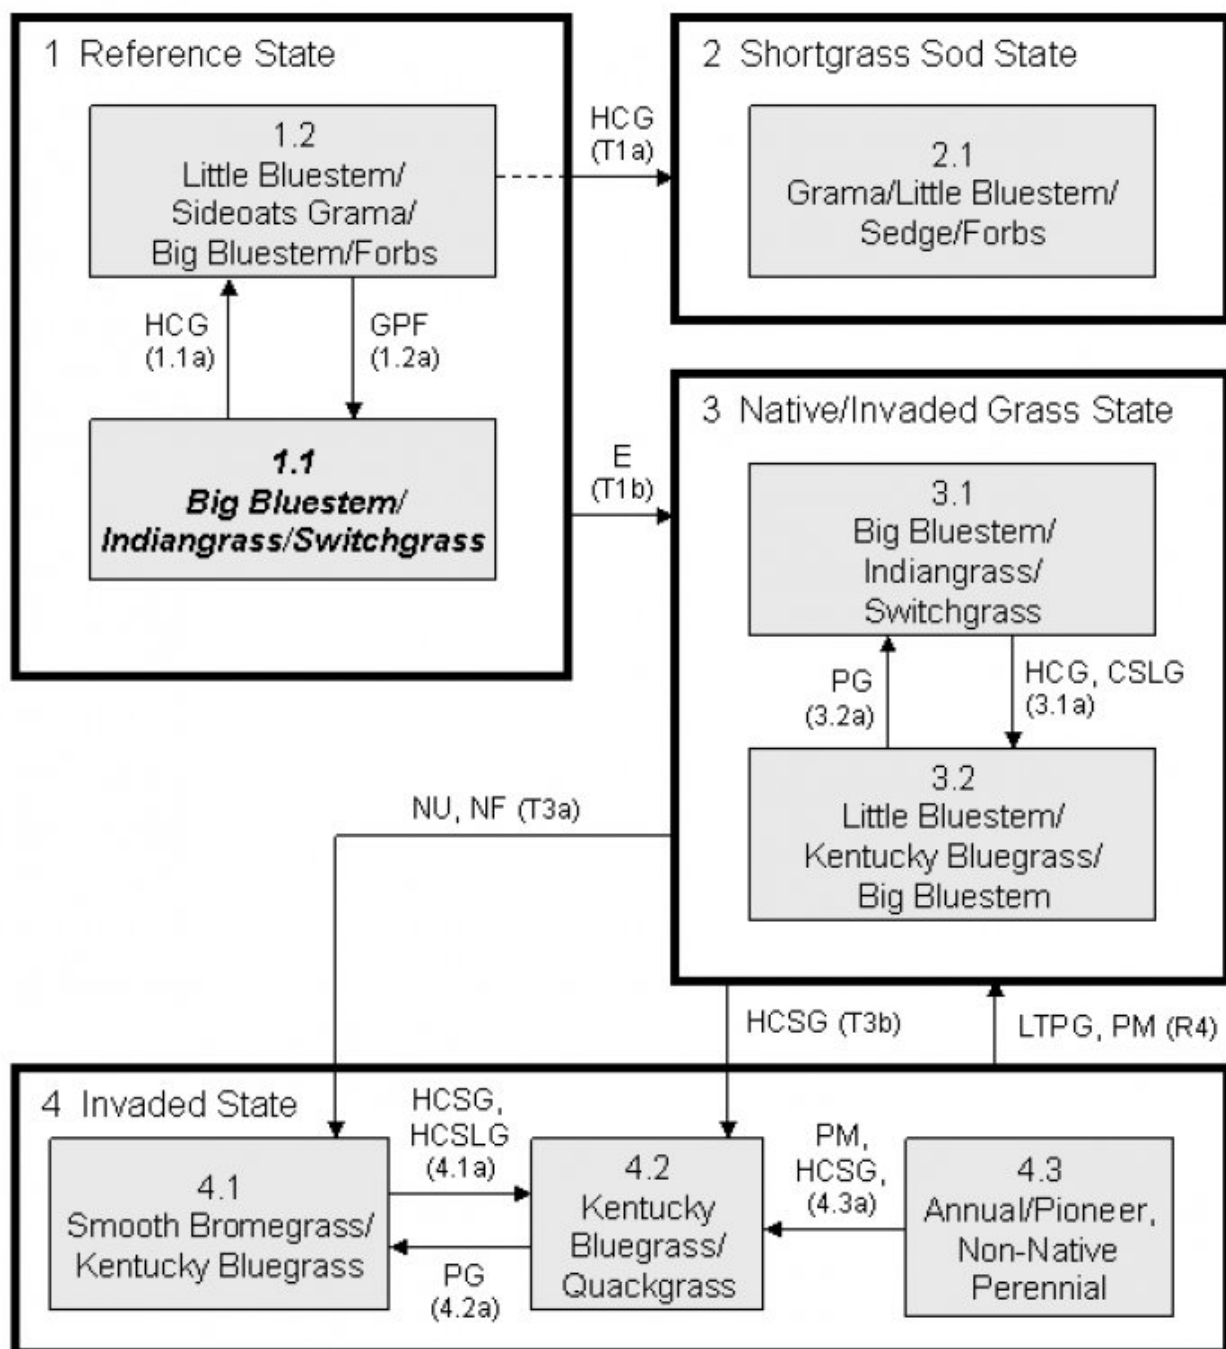 1 Reference State
1.2
Little Bluestem/
Sideoats Grama/
Big Bluestem/Forbs
HCG
(1.1a)
GPF
(1.2a)
1.1
Big Bluestem/
Indiangrass/Switchgrass
HCG
(T1a)
2 Shortgrass Sod State
2.1
Grama/Little Bluestem/
Sedge/Forbs
E
(T1b)
3 Native/Invaded Grass State
3.1
Big Bluestem/
Indiangrass/
Switchgrass
PG
(3.2a)
HCG, CSLG
(3.1a)
3.2
Little Bluestem/
Kentucky Bluegrass/
Big Bluestem
NU, NF (T3a)
HCSG (T3b)
LTPG, PM (R4)
4 Invaded State
4.1
Smooth Bromegrass/
Kentucky Bluegrass
HCSG,
HCSLG
(4.1a)
PG
(4.2a)
4.2
Kentucky
Bluegrass/
Quackgrass
PM,
HCSG,
(4.3a)
4.3
Annual/Pioneer,
Non-Native
Perennial